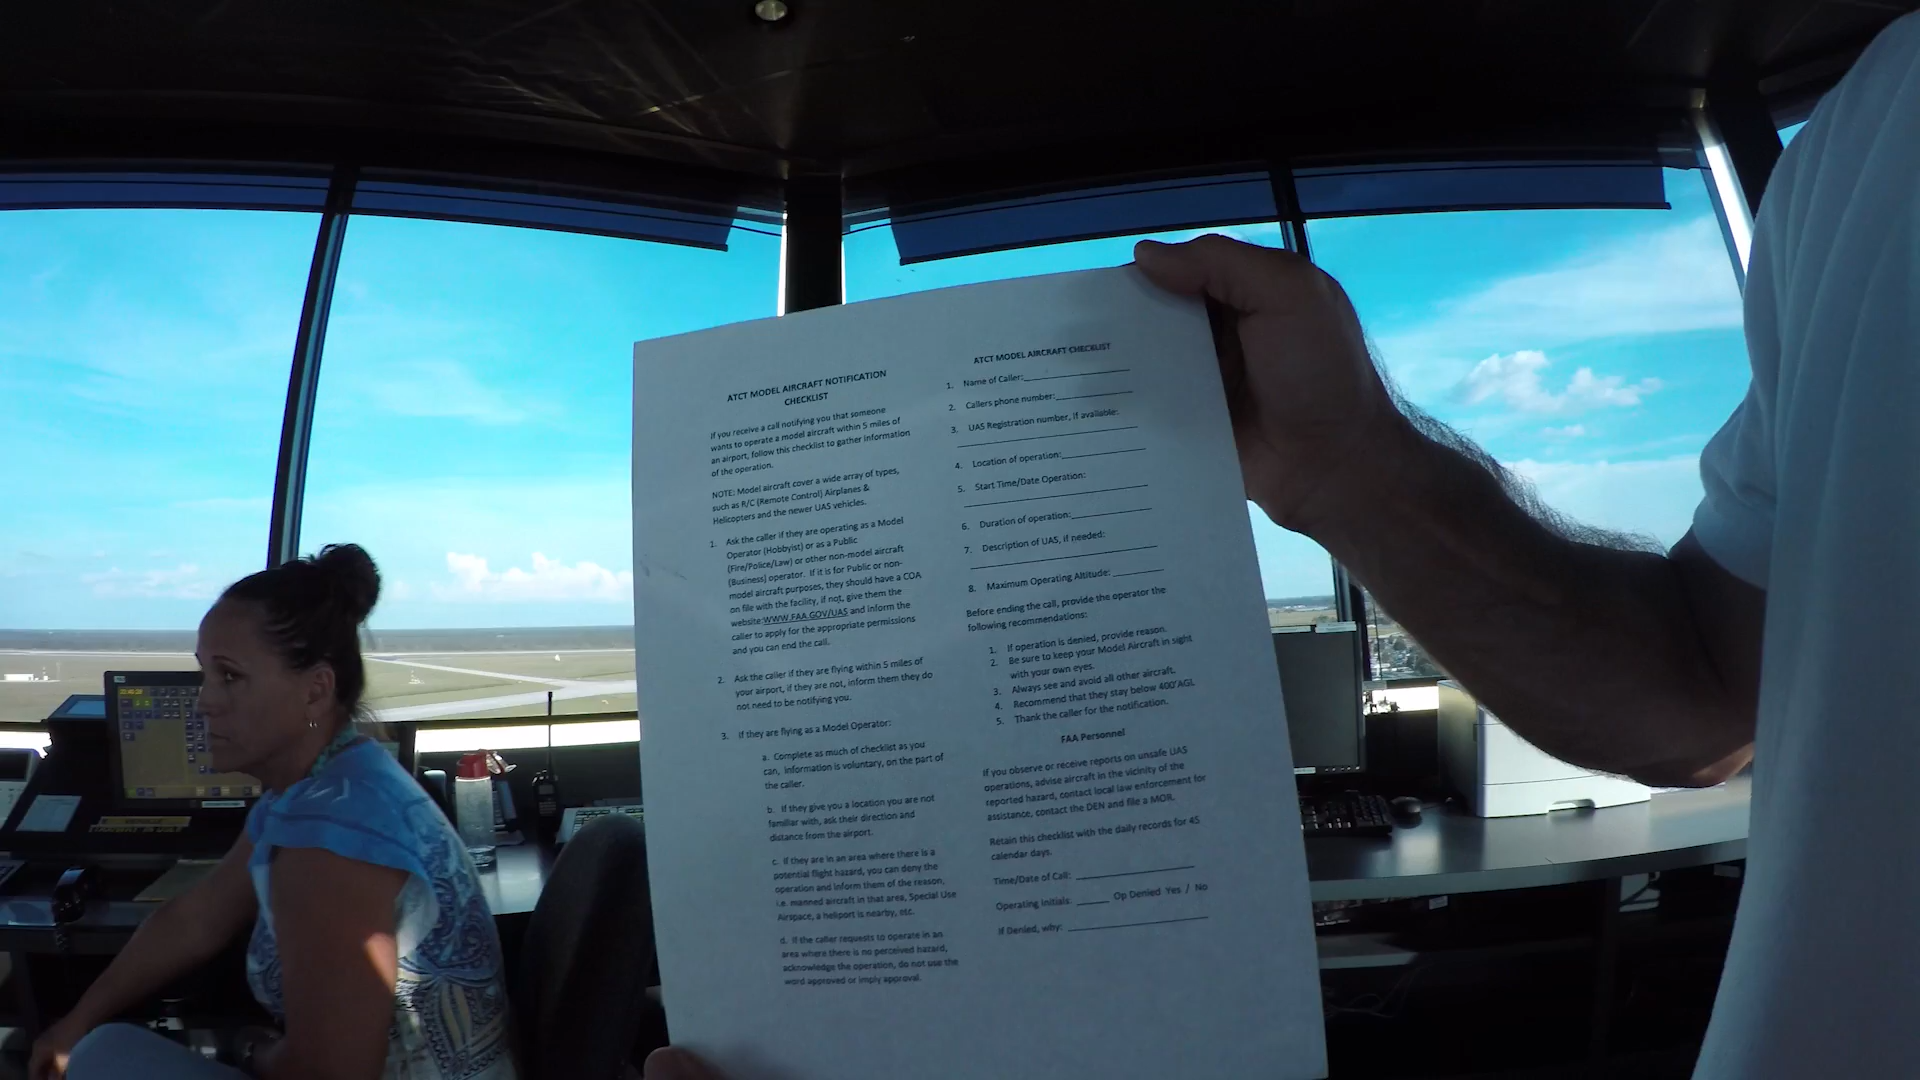 ATCT MODEL AIRCRAFT NOTIFICATION
CHECKLIST
If you receive a call notifying you that someone
wants to operate a model aircraft within 5 miles of
an airport, follow this checklist to gather information
of the operation.
NOTE: Model aircraft cover a wide array of types,
such as R/C (Remote Control) Airplanes &
Helicopters and the newer UAS vehicles.
1. Ask the caller if they are operating as a Model
Operator (Hobbyist) or as a Public
(Fire/Police/Law) or other non-model aircraft
(Business) operator. If it is for Public or non-
model aircraft purposes, they should have a COA
on file with the facility, if not, give them the
website:WWW.FAA.GOV/UAS and inform the
caller to apply for the appropriate permissions
and you can end the call.
2. Ask the caller if they are flying within 5 miles of
your airport, if they are not, inform them they do
not need to be notifying you.
3. If they are flying as a Model Operator:
a. Complete as much of checklist as you
can, information is voluntary, on the part of
the caller.
b. If they give you a location you are not
familiar with, ask their direction and
distance from the airport.
c. If they are in an area where there is a
potential flight hazard, you can deny the
operation and inform them of the reason,
i.e. manned aircraft in that area, Special Use
Airspace, a heliport is nearby, etc.
d. If the caller requests to operate in an
area where there is no perceived hazard,
acknowledge the operation, do not use the
word approved or imply approval.
ATCT MODEL AIRCRAFT CHECKLIST
1. Name of Caller:
2. Callers phone number:
3. UAS Registration number, if available:
4. Location of operation:
5. Start Time/Date Operation:
6. Duration of operation:
7. Description of UAS, if needed:
8. Maximum Operating Altitude:
Before ending the call, provide the operator the
following recommendations:
1. If operation is denied, provide reason.
2. Be sure to keep your Model Aircraft in sight
with your own eyes.
3. Always see and avoid all other aircraft.
4. Recommend that they stay below 400'AGL
5. Thank the caller for the notification.
FAA Personnel
If you observe or receive reports on unsafe UAS
operations, advise aircraft in the vicinity of the
reported hazard, contact local law enforcement for
assistance, contact the DEN and file a MOR.
Retain this checklist with the daily records for 45
calendar days.
Time/Date of Call:
Operating Initials: Op Denied Yes / No
If Denied, why: